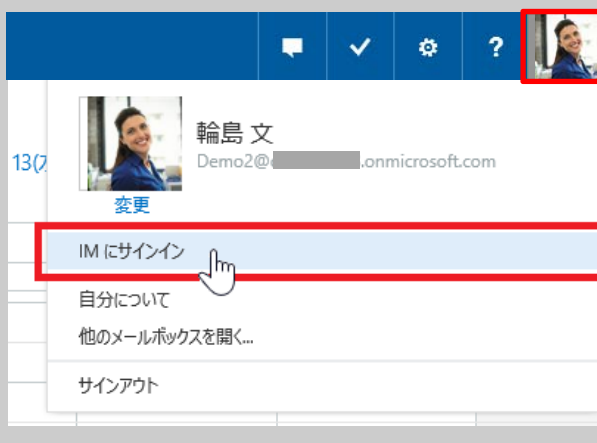 ?
輪島 文
Demo2@ .onmicrosoft.com
13(
変更
IM にサインイン
自分について
他のメールボックスを開く...
サインアウト